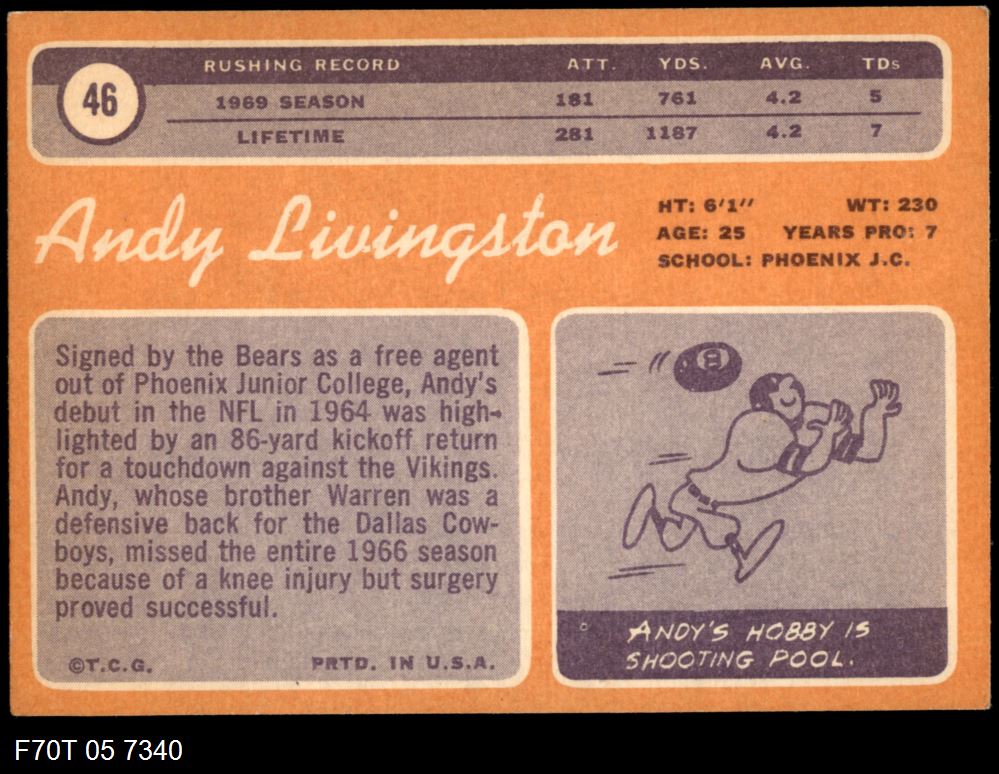 46
RUSHING RECORD ATT. YDS. AVG. TDs
1969 SEASON 181 761 4.2 5
LIFETIME 281 1187 4.2 7
Andy Livingston
HT: 6'1" WT: 230
AGE: 25 YEARS PRO: 7
SCHOOL: PHOENIX J.C.
Signed by the Bears as a free agent
out of Phoenix Junior College, Andy's
debut in the NFL in 1964 was high-
lighted by an 86-yard kickoff return
for a touchdown against the Vikings.
Andy, whose brother Warren was a
defensive back for the Dallas Cow-
boys, missed the entire 1966 season
because of a knee injury but surgery
proved successful.
©T.C.G. PRTD. IN U.S.A.
8
ANDY'S HOBBY IS
SHOOTING POOL.
F70T 05 7340